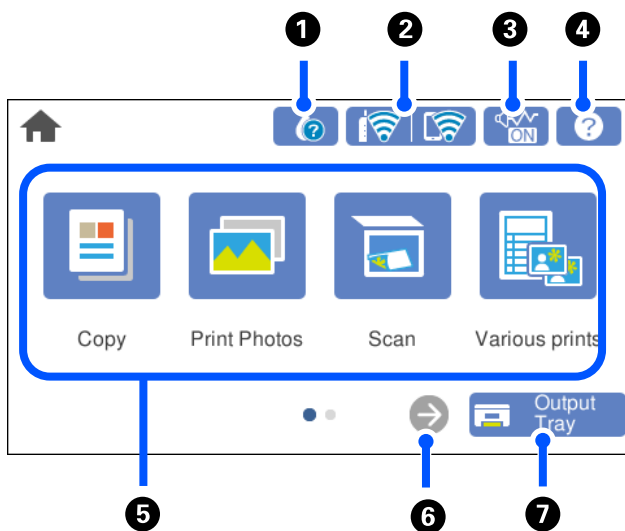 1 2 3 4
? ON ?
Copy Print Photos Scan Various prints
Output
Tray
5 6 7